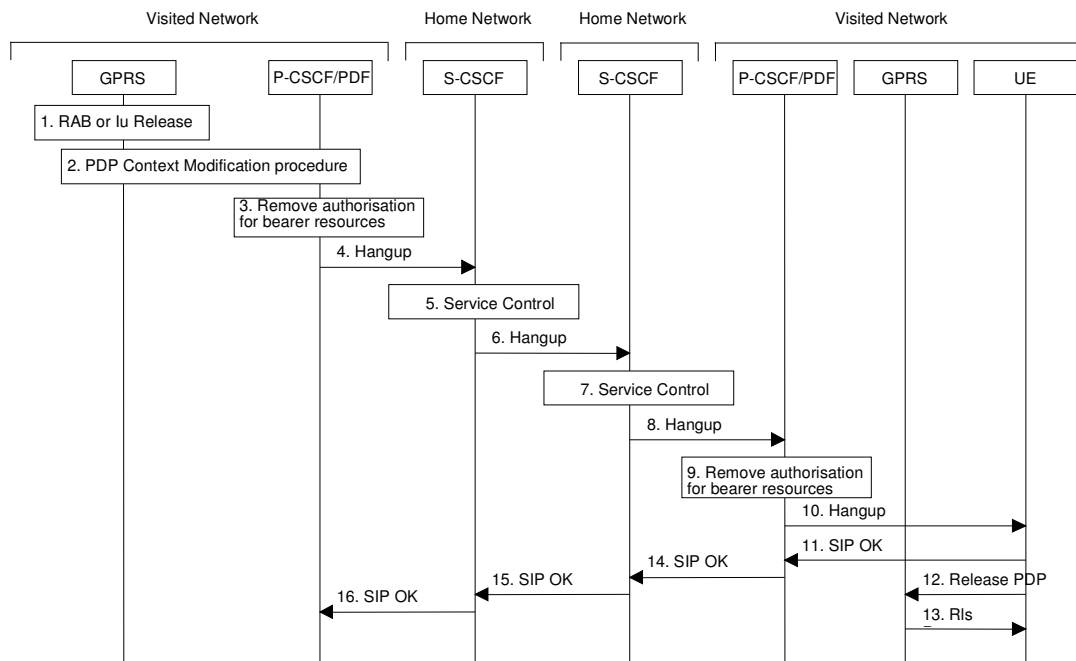 Visited Network
Home Network
Home Network
Visited Network
GPRS
P-CSCF/PDF
S-CSCF
S-CSCF
P-CSCF/PDF
GPRS
UE
1. RAB or Iu Release
2. PDP Context Modification procedure
3. Remove authorisation
for bearer resources
4. Hangup
5. Service Control
6. Hangup
7. Service Control
8. Hangup
9. Remove authorisation
for bearer resources
10. Hangup
11. SIP OK
14. SIP OK
15. SIP OK
12. Release PDP
16. SIP OK
13. Rls